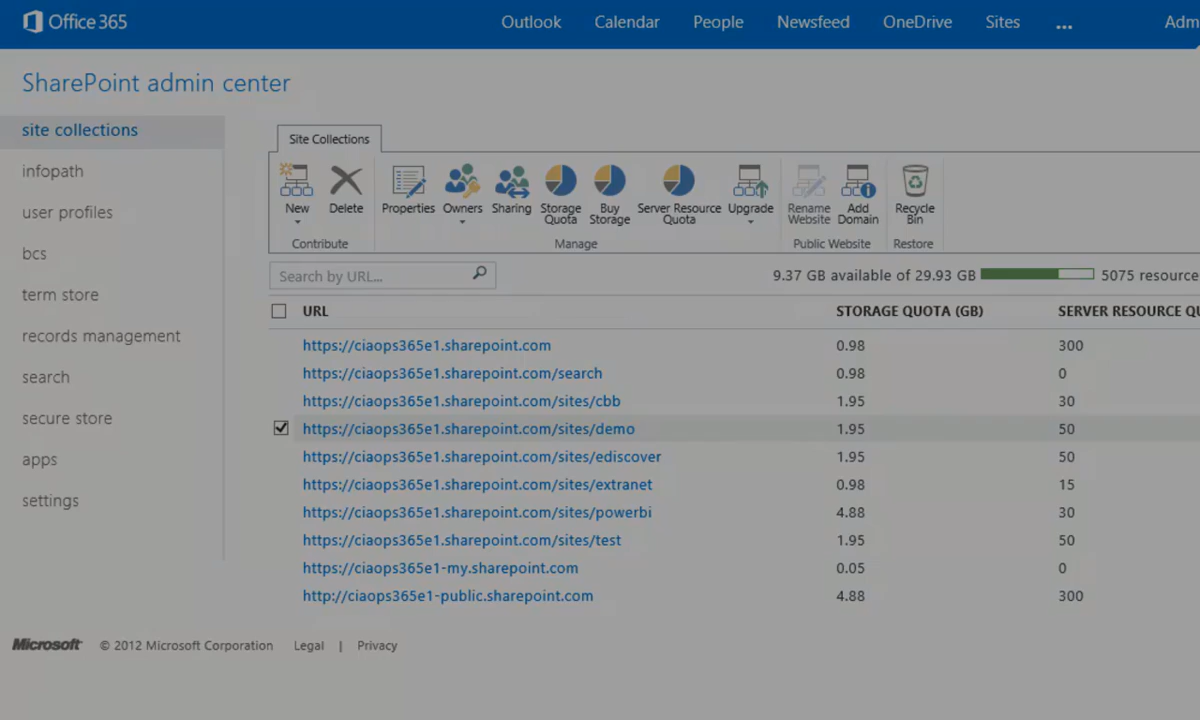 Office 365 Outlook Calendar People Newsfeed OneDrive Sites ... Adm
SharePoint admin center
site collections
infopath
user profiles
bcs
term store
records management
search
secure store
apps
settings
Site Collections
New Delete Properties Owners Sharing Storage Quota Buy Storage Server Resource Quota Upgrade Rename Website Add Domain Recycle Bin
Contribute Manage Public Website Restore
Search by URL... 9.37 GB available of 29.93 GB 5075 resource
URL STORAGE QUOTA (GB) SERVER RESOURCE QU
https://ciaops365e1.sharepoint.com 0.98 300
https://ciaops365e1.sharepoint.com/search 0.98 0
https://ciaops365e1.sharepoint.com/sites/cbb 1.95 30
https://ciaops365e1.sharepoint.com/sites/demo 1.95 50
https://ciaops365e1.sharepoint.com/sites/ediscover 1.95 50
https://ciaops365e1.sharepoint.com/sites/extranet 0.98 15
https://ciaops365e1.sharepoint.com/sites/powerbi 4.88 30
https://ciaops365e1.sharepoint.com/sites/test 1.95 50
https://ciaops365e1-my.sharepoint.com 0.05 0
http://ciaops365e1-public.sharepoint.com 4.88 300
Microsoft © 2012 Microsoft Corporation Legal | Privacy